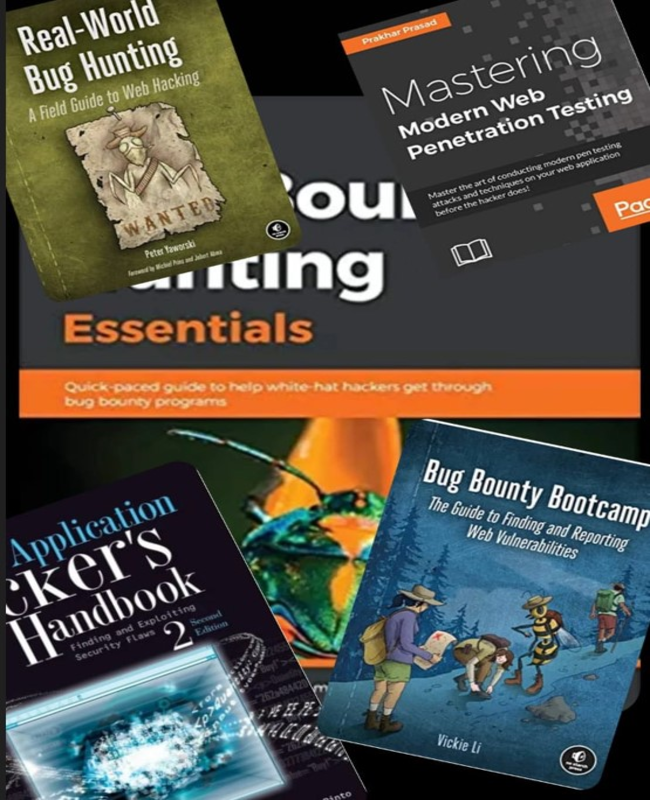 Real-World
Bug Hunting
A Field Guide to Web Hacking
WANTED
Peter Yaworski
Foreword by Michiel Prins and Jobert Abma
Prakhar Prasad
Mastering
Modern Web
Penetration Testing
Master the art of conducting modern pen testing
attacks and techniques on your web application
before the hacker does!
Pac
Boun
unting
Essentials
Quick-paced guide to help white-hat hackers get through
bug bounty programs
Application
cker's
Handbook
Finding and Exploiting
Security Flaws
2 Second
Edition
Pinto
Bug Bounty Bootcamp
The Guide to Finding and Reporting
Web Vulnerabilities
Vickie Li